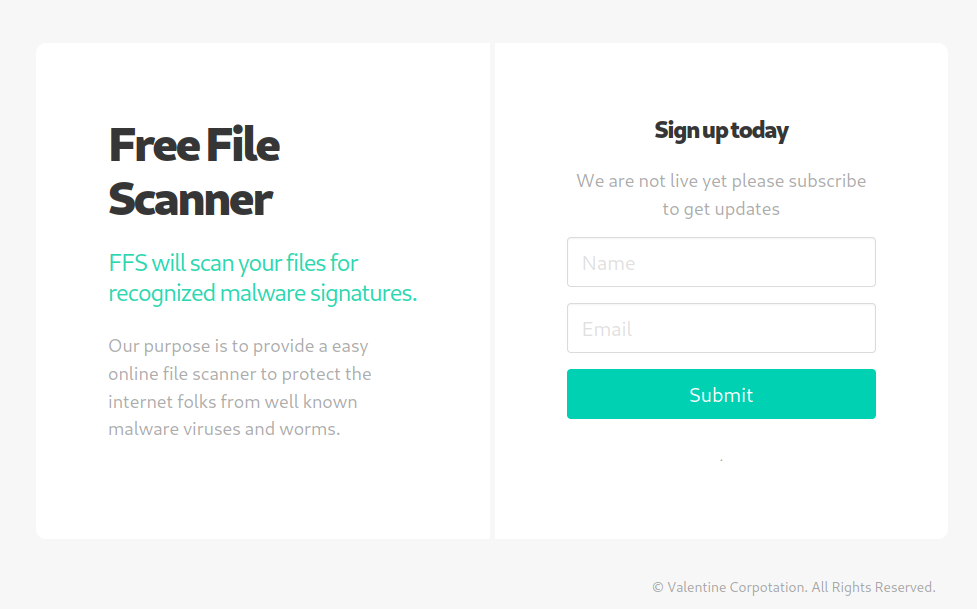 Free File
Scanner
FFS will scan your files for
recognized malware signatures.
Our purpose is to provide a easy
online file scanner to protect the
internet folks from well known
malware viruses and worms.
Sign up today
We are not live yet please subscribe
to get updates
Name
Email
Submit
.
© Valentine Corpotation. All Rights Reserved.